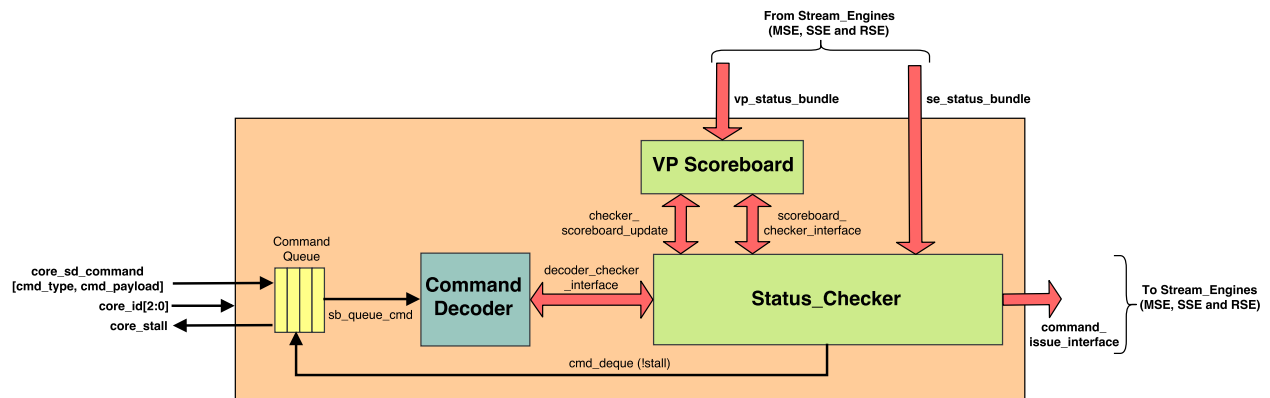 From Stream_Engines
(MSE, SSE and RSE)
vp_status_bundle
se_status_bundle
VP Scoreboard
checker_
scoreboard_update
scoreboard_
checker_interface
Command
Queue
core_sd_command
[cmd_type, cmd_payload]
core_id[2:0]
core_stall
sb_queue_cmd
Command
Decoder
decoder_checker
_interface
Status_Checker
command_
issue_interface
To Stream_Engines
(MSE, SSE and RSE)
cmd_deque (!stall)